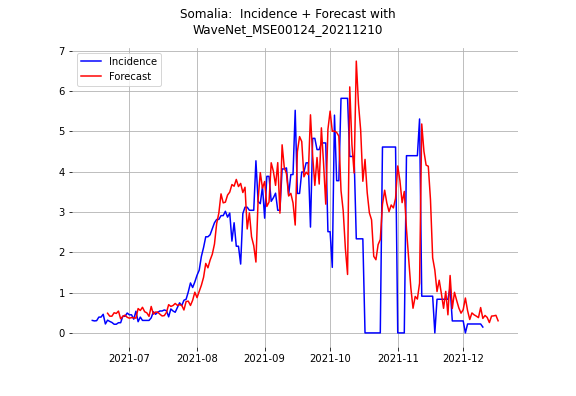 Somalia:  Incidence + Forecast with
WaveNet_MSE00124_20211210
Incidence
Forecast
7
6
5
4
3
2
1
0
2021-07 2021-08 2021-09 2021-10 2021-11 2021-12